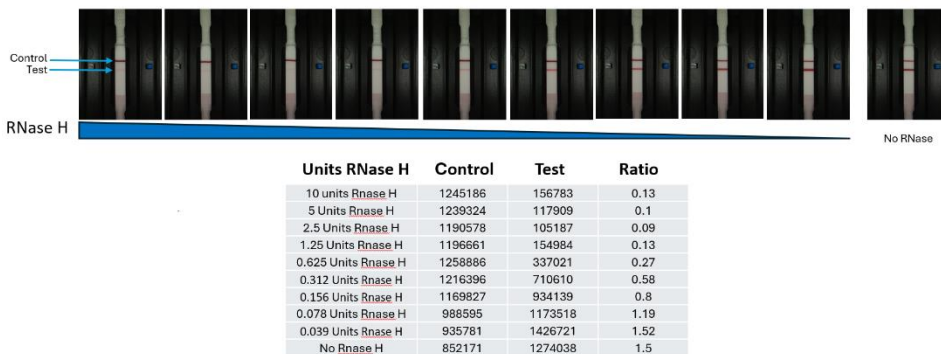 Control
Test
RNase H
No RNase
Units RNase H Control Test Ratio
10 units Rnase H 1245186 156783 0.13
5 Units Rnase H 1239324 117909 0.1
2.5 Units Rnase H 1190578 105187 0.09
1.25 Units Rnase H 1196661 154984 0.13
0.625 Units Rnase H 1258886 337021 0.27
0.312 Units Rnase H 1216396 710610 0.58
0.156 Units Rnase H 1169827 934139 0.8
0.078 Units Rnase H 988595 1173518 1.19
0.039 Units Rnase H 935781 1426721 1.52
No Rnase H 852171 1274038 1.5